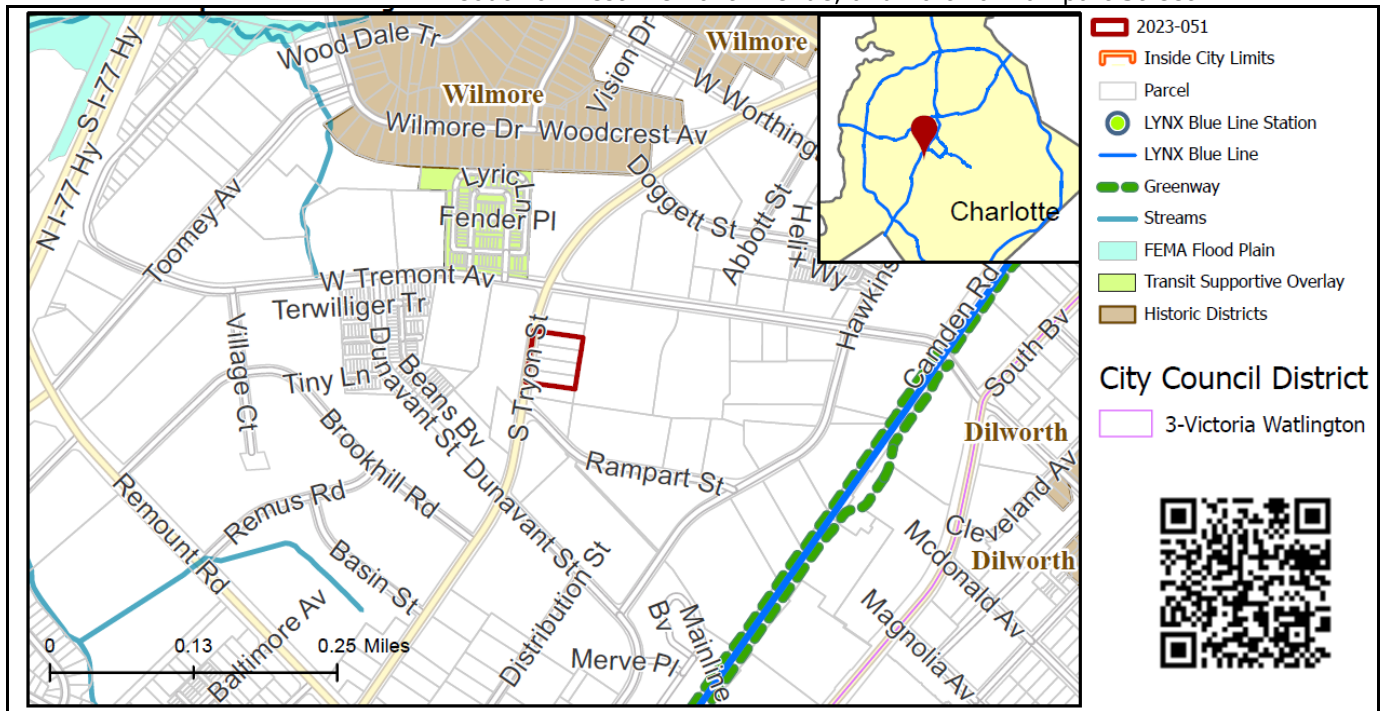 Wood Dale Tr
Vision Dr
Wilmore
Wilmore
W Worthingt
Wilmore Dr
Woodcrest Av
S I-77 Hy
N I-77 Hy
Charlotte
Lyric Ln
Fender Pl
Doggett St
Abbott St
Heli+ Wy
Toomey Av
W Tremont Av
Terwilliger Tr
Hawkins
Camden Rd
South Bv
Village Ct
Tiny Ln
Dunavant St
Beans Bv
S Tryon St
Brookhill Rd
Rampart St
Dilworth
Cleveland Av
Remount Rd
Remus Rd
Dunavant St
Basin St
Distribution St
Mcdonald Av
Dilworth
Magnolia Av
Baltimore Av
Merve Pl
Mainline Bv
0 0.13 0.25 Miles
2023-051
Inside City Limits
Parcel
LYNX Blue Line Station
LYNX Blue Line
Greenway
Streams
FEMA Flood Plain
Transit Supportive Overlay
Historic Districts
City Council District
3-Victoria Watlington